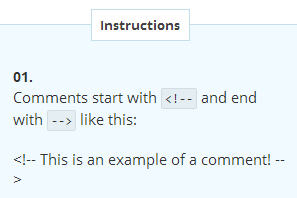 Instructions
01.
Comments start with <!-- and end
with --> like this:
<!-- This is an example of a comment! --
>